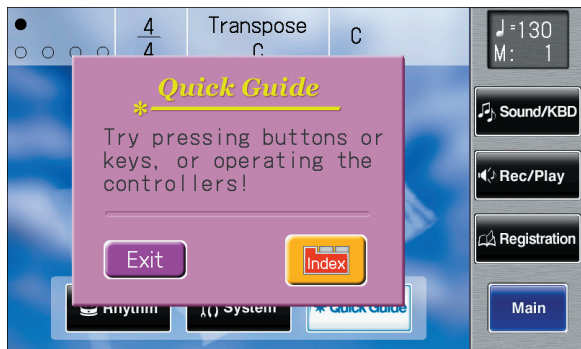 4
4
Transpose
C
C
♩=130
M: 1
Quick Guide
Try pressing buttons or
keys, or operating the
controllers!
Exit
Index
Sound/KBD
Rec/Play
Registration
Rhythm
System
Quick Guide
Main